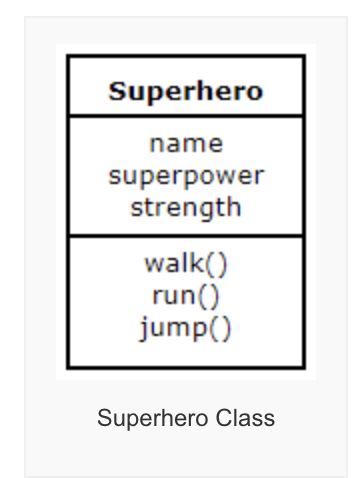 Superhero
name
superpower
strength
walk()
run()
jump()
Superhero Class